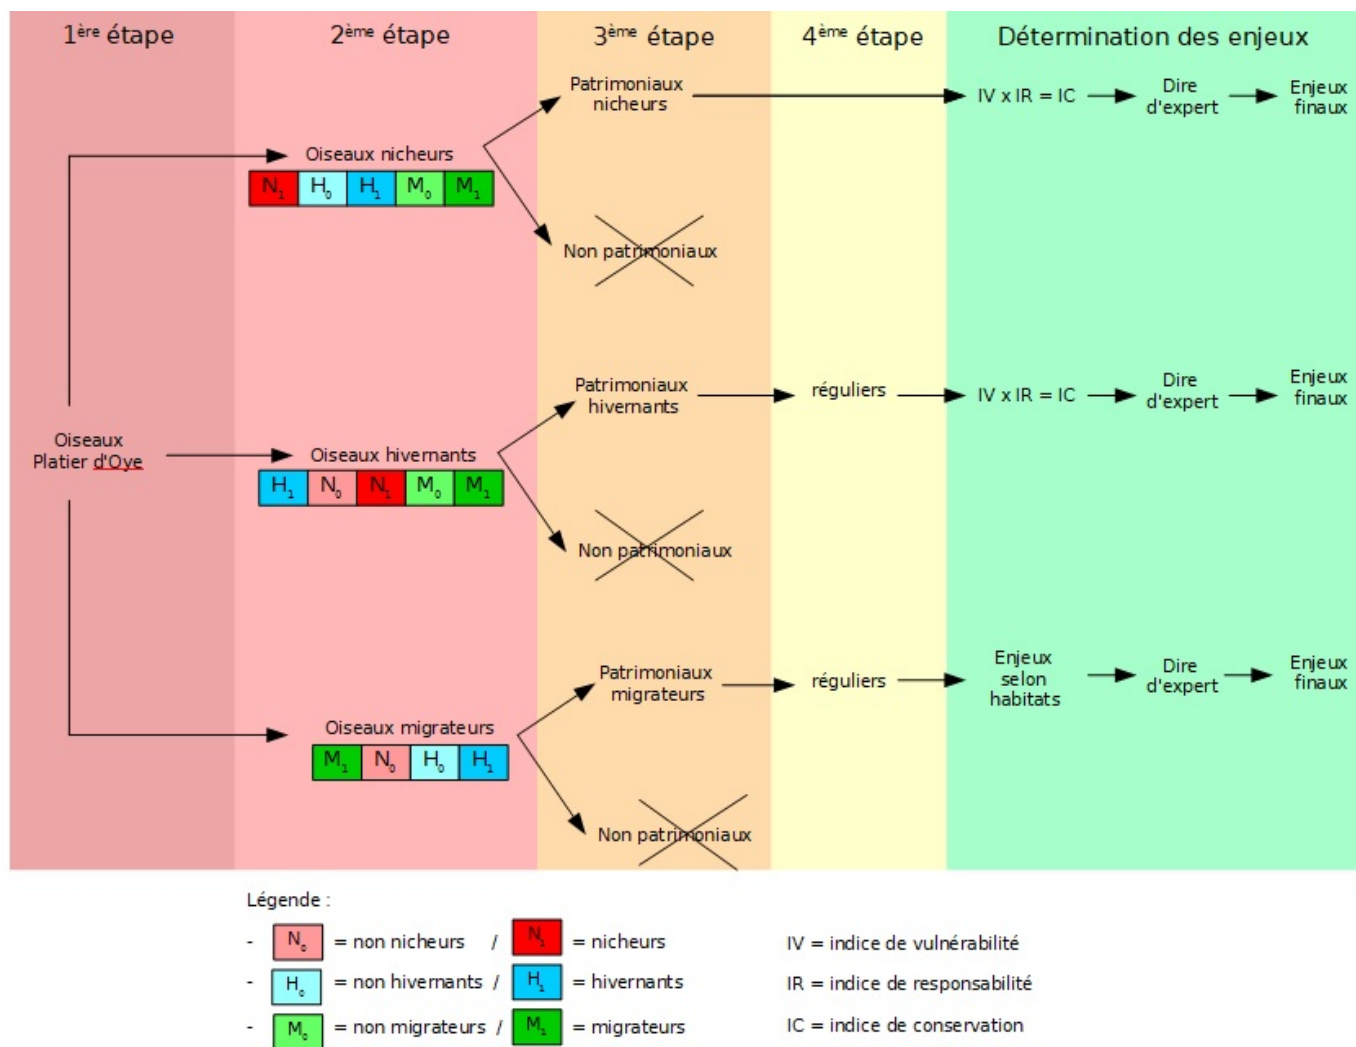 1ère étape
2ème étape
3ème étape
4ème étape
Détermination des enjeux
Patrimoniaux
nicheurs
IV x IR = IC
Dire
d'expert
Enjeux
finaux
Oiseaux nicheurs
N₁ H₀ H₁ M₀ M₁
Non patrimoniaux
Patrimoniaux
hivernants
réguliers
IV x IR = IC
Dire
d'expert
Enjeux
finaux
Oiseaux
Platier d'Oye
Oiseaux hivernants
H₁ N₀ N₁ M₀ M₁
Non patrimoniaux
Patrimoniaux
migrateurs
réguliers
Enjeux
selon
habitats
Dire
d'expert
Enjeux
finaux
Oiseaux migrateurs
M₁ N₀ H₀ H₁
Non patrimoniaux
Légende :
- N₀ = non nicheurs / N₁ = nicheurs
IV = indice de vulnérabilité
- H₀ = non hivernants / H₁ = hivernants
IR = indice de responsabilité
- M₀ = non migrateurs / M₁ = migrateurs
IC = indice de conservation